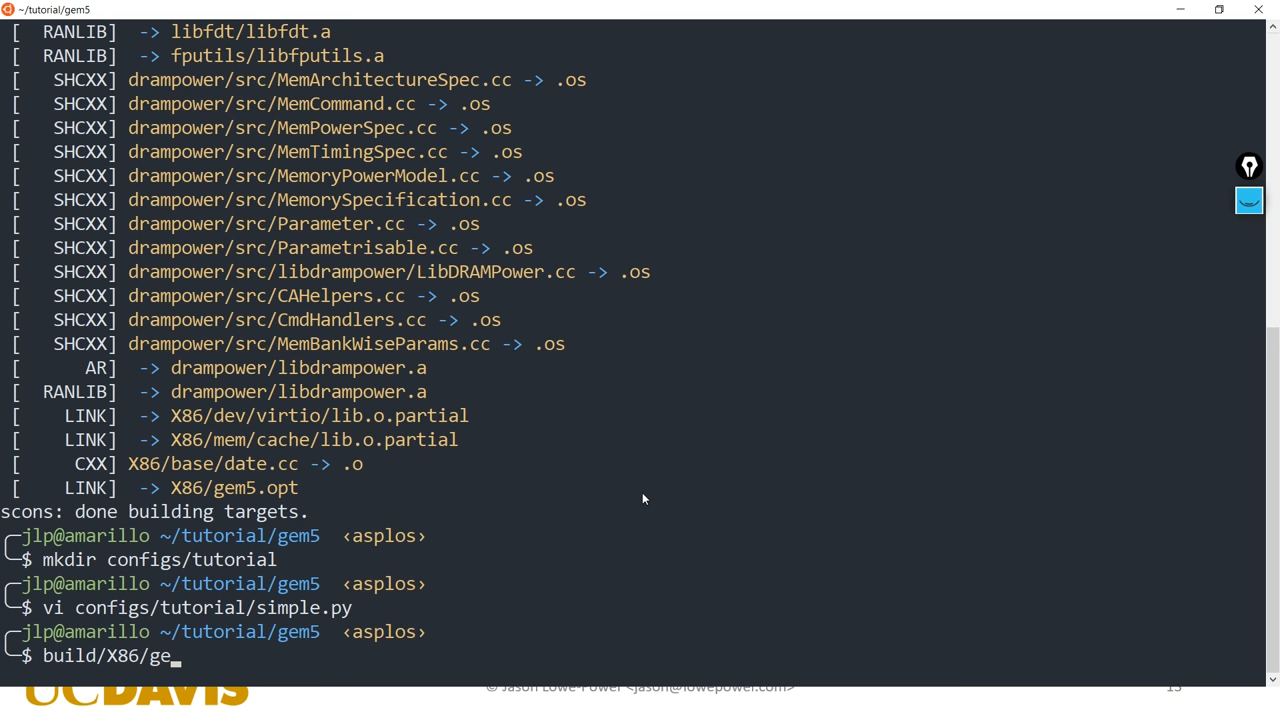 ~/tutorial/gem5
[ RANLIB] -> libfdt/libfdt.a
[ RANLIB] -> fputils/libfputils.a
[ SHCXX] drampower/src/MemArchitectureSpec.cc -> .os
[ SHCXX] drampower/src/MemCommand.cc -> .os
[ SHCXX] drampower/src/MemPowerSpec.cc -> .os
[ SHCXX] drampower/src/MemTimingSpec.cc -> .os
[ SHCXX] drampower/src/MemoryPowerModel.cc -> .os
[ SHCXX] drampower/src/MemorySpecification.cc -> .os
[ SHCXX] drampower/src/Parameter.cc -> .os
[ SHCXX] drampower/src/Parametrisable.cc -> .os
[ SHCXX] drampower/src/libdrampower/LibDRAMPower.cc -> .os
[ SHCXX] drampower/src/CAHelpers.cc -> .os
[ SHCXX] drampower/src/CmdHandlers.cc -> .os
[ SHCXX] drampower/src/MemBankWiseParams.cc -> .os
[ AR] -> drampower/libdrampower.a
[ RANLIB] -> drampower/libdrampower.a
[ LINK] -> X86/dev/virtio/lib.o.partial
[ LINK] -> X86/mem/cache/lib.o.partial
[ CXX] X86/base/date.cc -> .o
[ LINK] -> X86/gem5.opt
scons: done building targets.
╭─jlp@amarillo ~/tutorial/gem5 ‹asplos›
╰─$ mkdir configs/tutorial
╭─jlp@amarillo ~/tutorial/gem5 ‹asplos›
╰─$ vi configs/tutorial/simple.py
╭─jlp@amarillo ~/tutorial/gem5 ‹asplos›
╰─$ build/X86/ge
UCDAVIS
© Jason Lowe-Power <jason@lowepower.com>
13